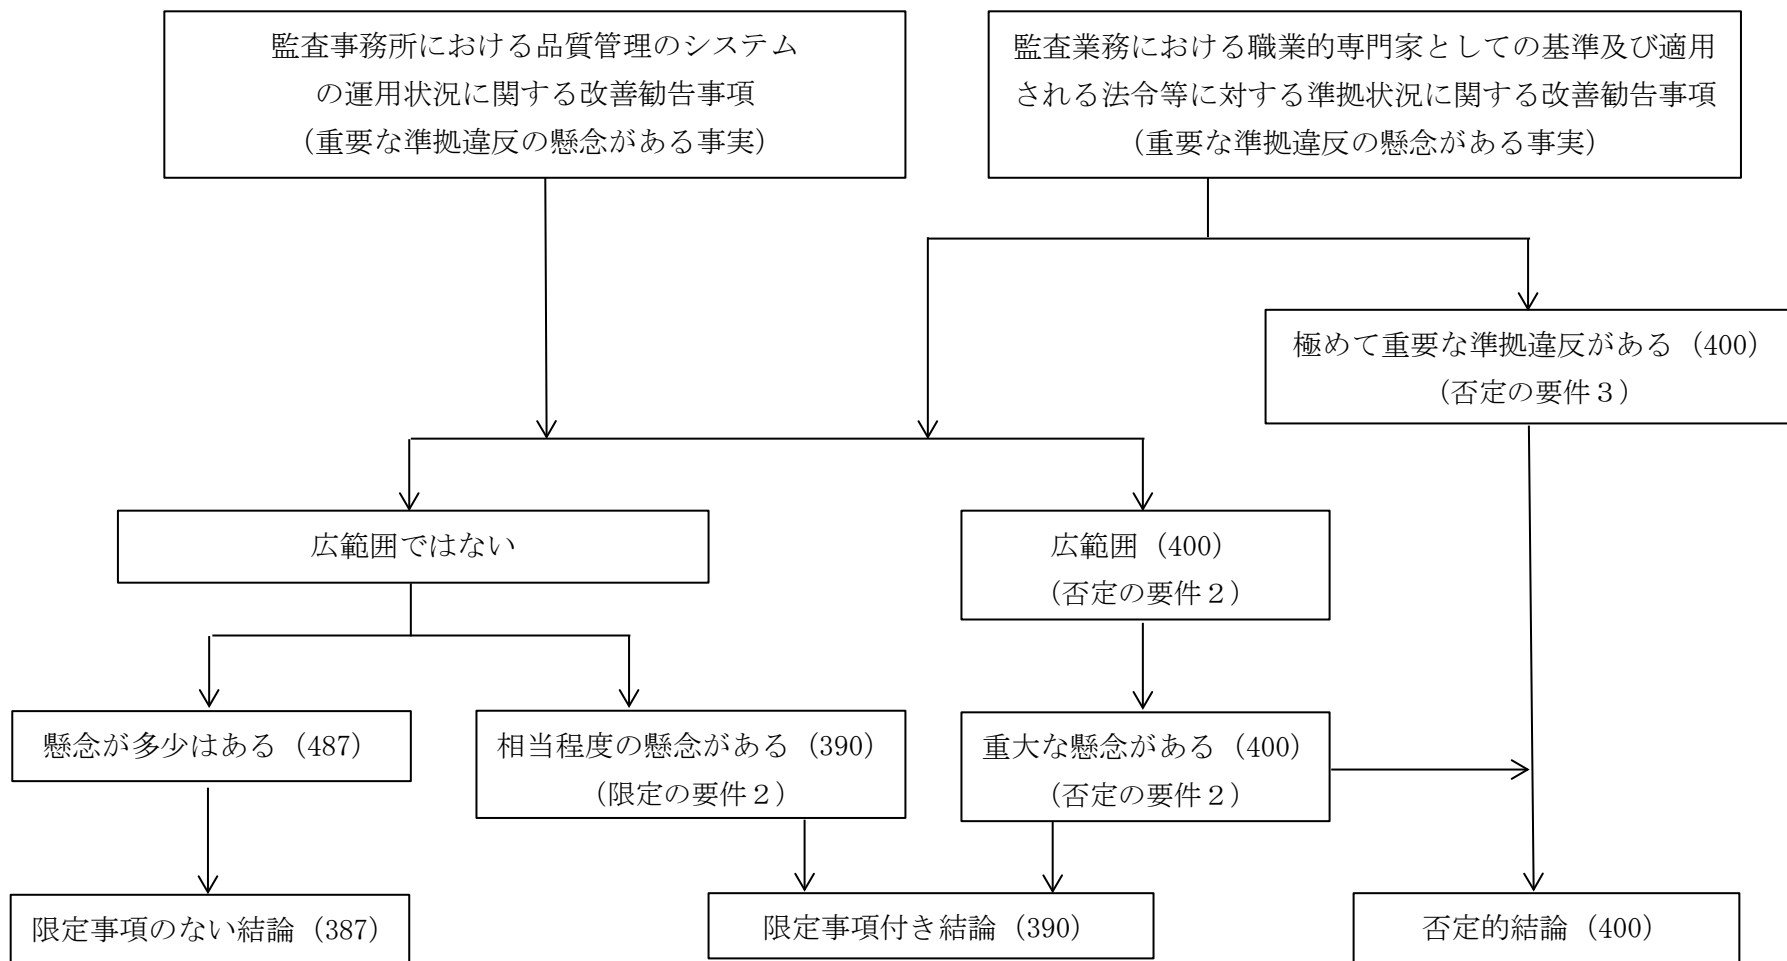 監査事務所における品質管理のシステム
の運用状況に関する改善勧告事項
（重要な準拠違反の懸念がある事実）
監査業務における職業的専門家としての基準及び適用
される法令等に対する準拠状況に関する改善勧告事項
（重要な準拠違反の懸念がある事実）
極めて重要な準拠違反がある（400）
（否定の要件３）
広範囲ではない
広範囲（400）
（否定の要件２）
懸念が多少はある（487）
相当程度の懸念がある（390）
（限定の要件２）
重大な懸念がある（400）
（否定の要件２）
限定事項のない結論（387）
限定事項付き結論（390）
否定的結論（400）